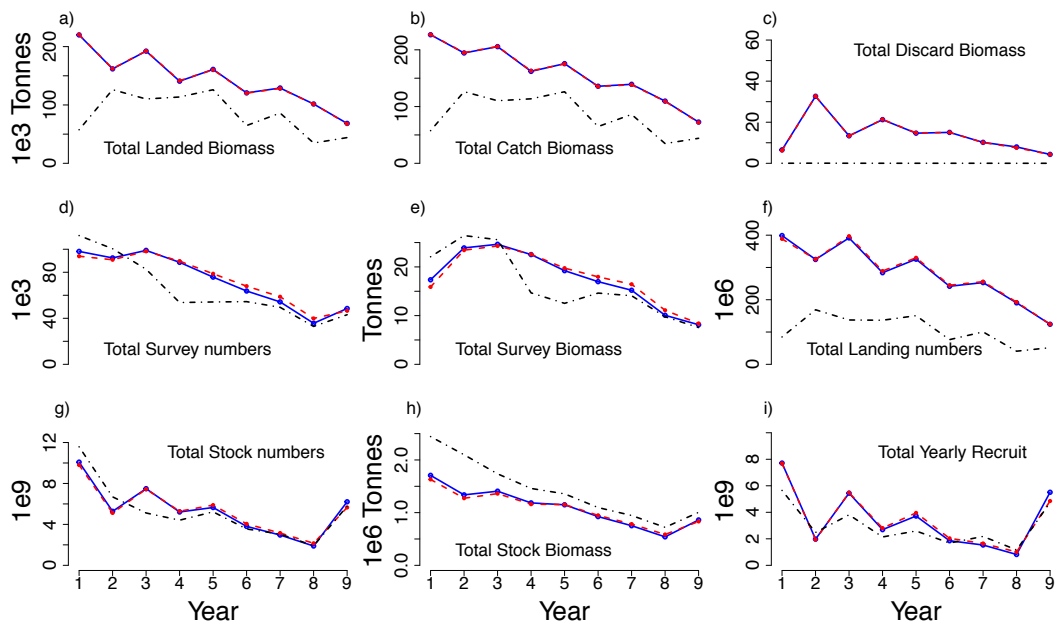 a)
1e3 Tonnes
0
100
200
Total Landed Biomass
b)
0
100
200
Total Catch Biomass
c)
0
20
40
60
Total Discard Biomass
d)
1e3
0
40
80
Total Survey numbers
e)
Tonnes
0
10
20
Total Survey Biomass
f)
1e6
0
200
400
Total Landing numbers
g)
1e9
0
4
8
12
Total Stock numbers
1 2 3 4 5 6 7 8 9
Year
h)
1e6 Tonnes
0.0
1.0
2.0
Total Stock Biomass
1 2 3 4 5 6 7 8 9
Year
i)
1e9
0
2
4
6
8
Total Yearly Recruit
1 2 3 4 5 6 7 8 9
Year